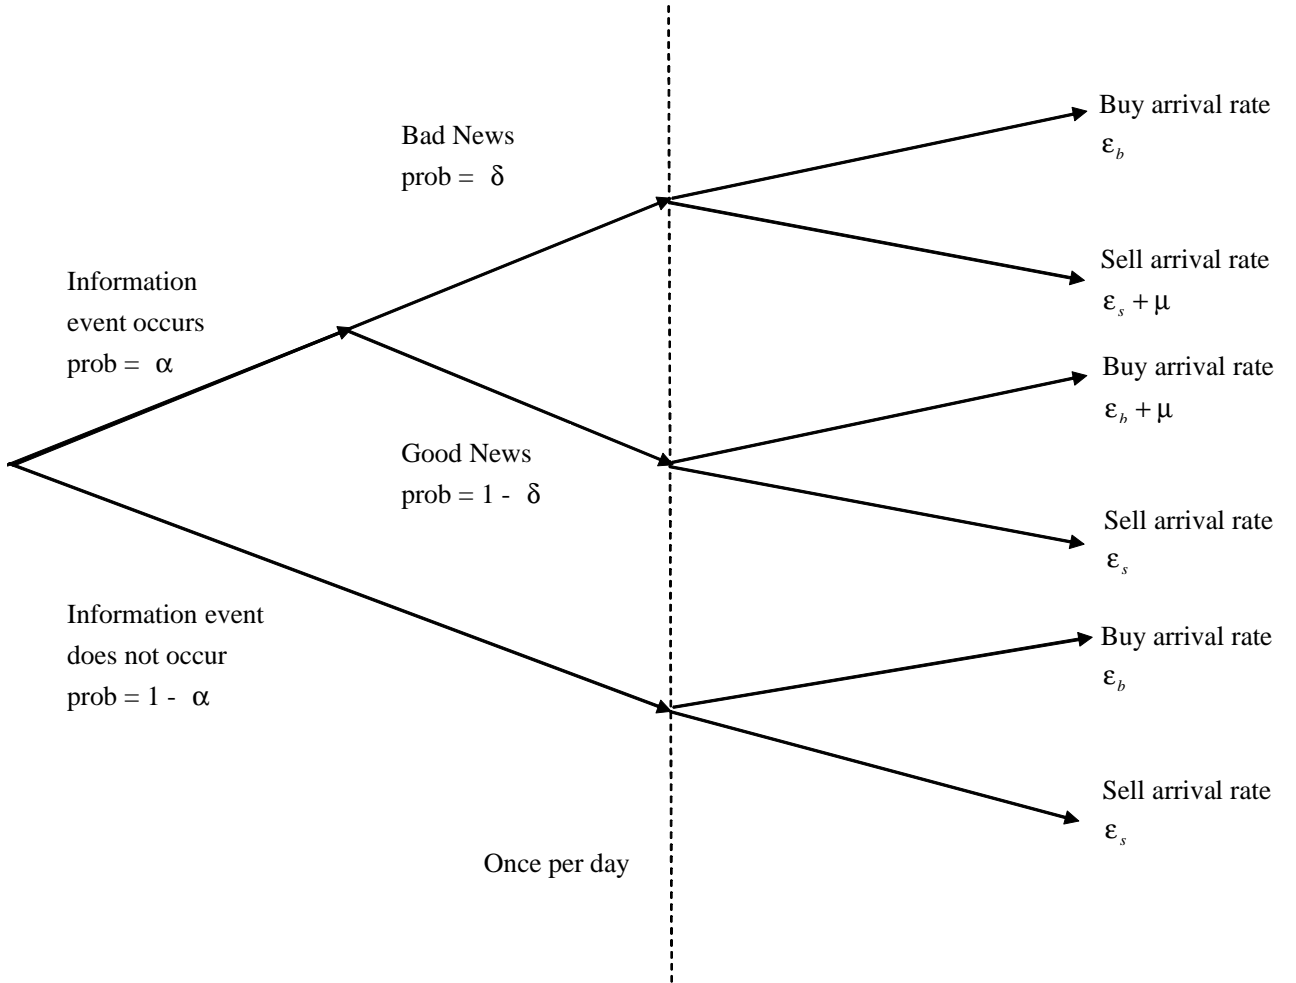 Buy arrival rate
ε_b
Bad News
prob = δ
Sell arrival rate
ε_s + μ
Information
event occurs
prob = α
Buy arrival rate
ε_b + μ
Good News
prob = 1 - δ
Sell arrival rate
ε_s
Information event
does not occur
prob = 1 - α
Buy arrival rate
ε_b
Sell arrival rate
ε_s
Once per day